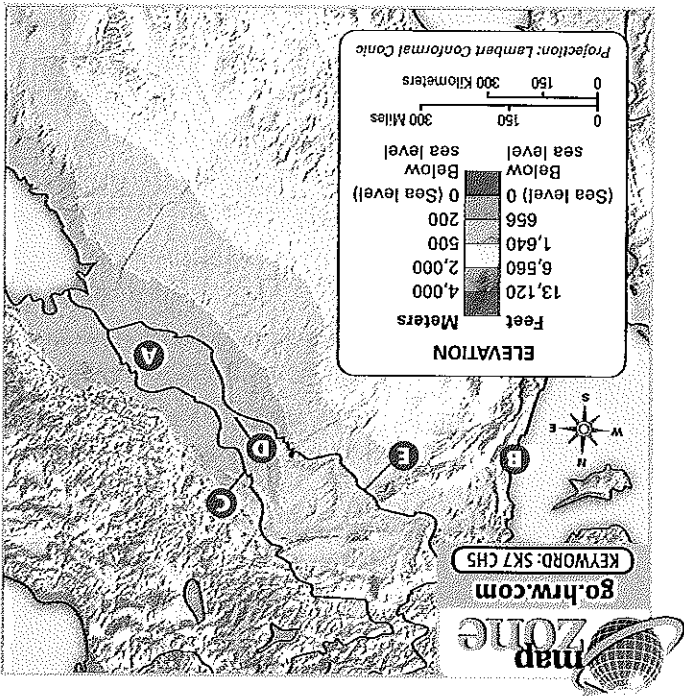 map
zone
go.hrw.com
KEYWORD: SK7 CH5
N
W E
S
B
E
C
D
A
ELEVATION
Feet Meters
13,120 4,000
6,560 2,000
1,640 500
656 200
(Sea level) 0 0 (Sea level)
Below Below
sea level sea level
0 150 300 Miles
0 150 300 Kilometers
Projection: Lambert Conformal Conic